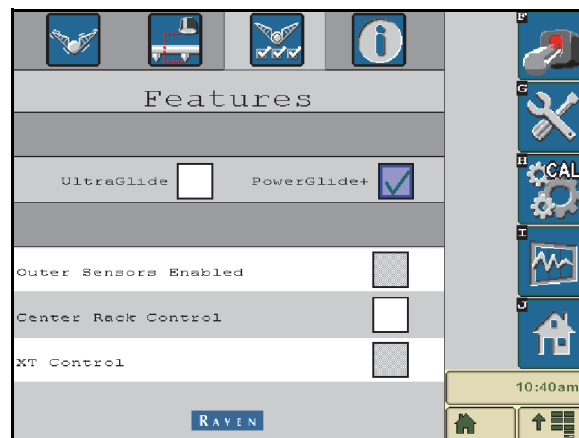 F
Features
G
UltraGlide PowerGlide+
H
CAL
I
Outer Sensors Enabled
Center Rack Control
J
XT Control
10:40am
RAVEN